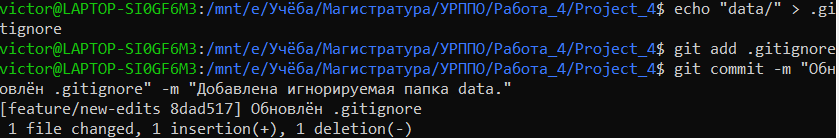 victor@LAPTOP-SI0GF6M3:/mnt/e/Учёба/Магистратура/УРППО/Работа_4/Project_4$ echo "data/" > .gi
tignore
victor@LAPTOP-SI0GF6M3:/mnt/e/Учёба/Магистратура/УРППО/Работа_4/Project_4$ git add .gitignore
victor@LAPTOP-SI0GF6M3:/mnt/e/Учёба/Магистратура/УРППО/Работа_4/Project_4$ git commit -m "Обн
овлён .gitignore" -m "Добавлена игнорируемая папка data."
[feature/new-edits 8dad517] Обновлён .gitignore
 1 file changed, 1 insertion(+), 1 deletion(-)